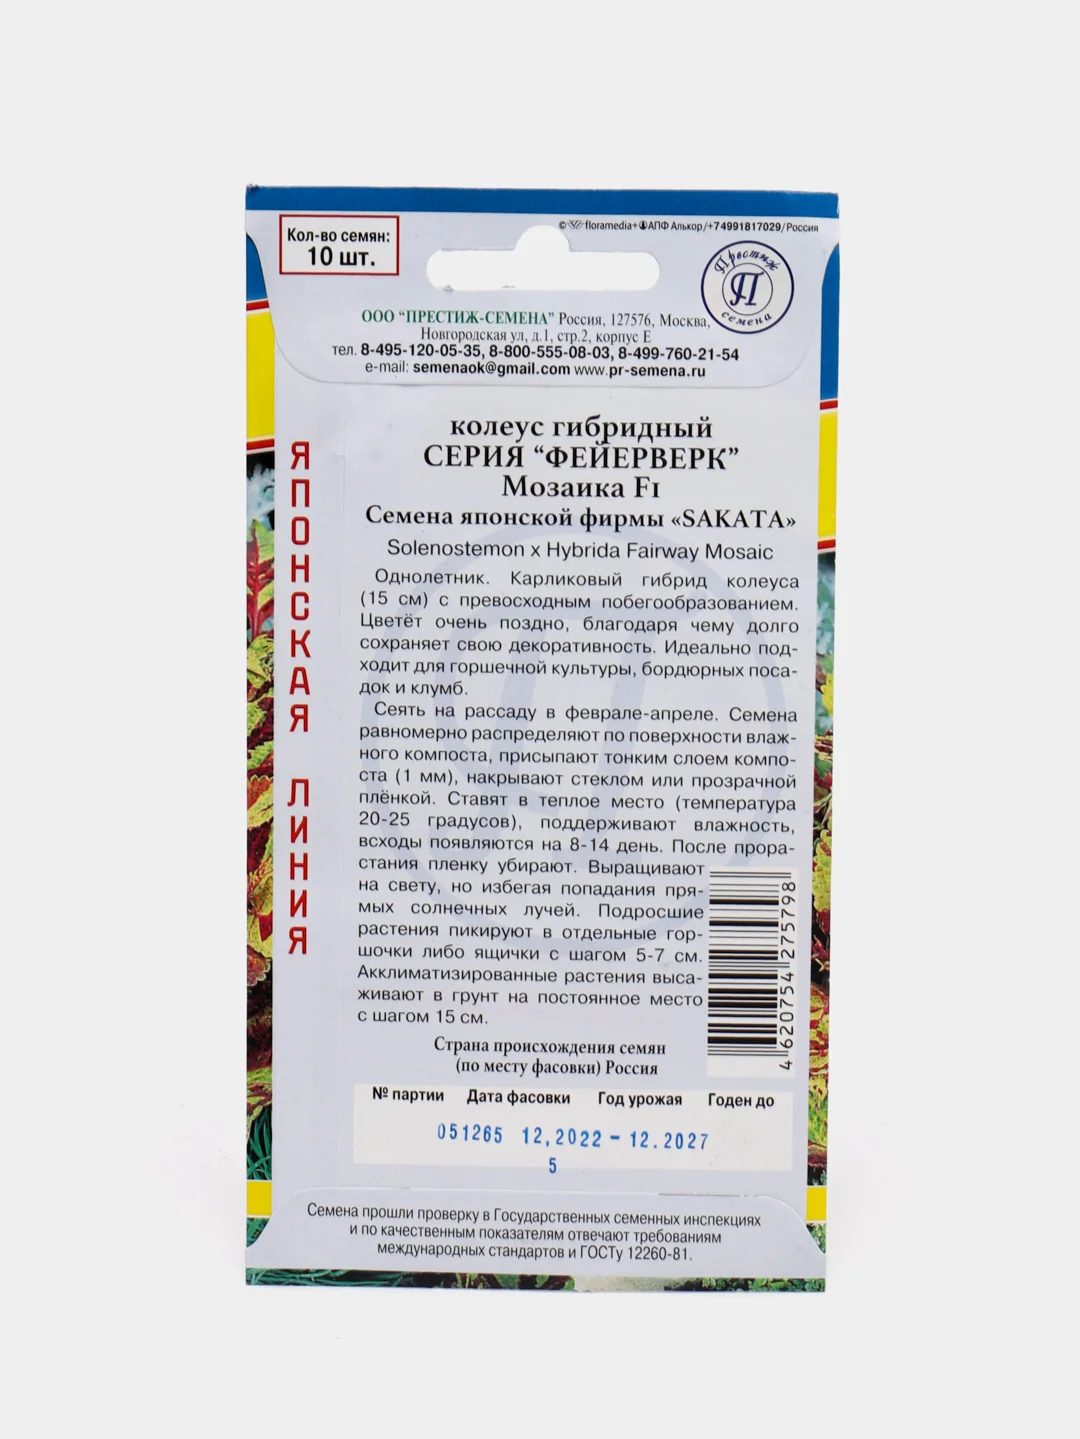 © floramedia+ АПФ Алькор/+74991817029/Россия
Кол-во семян:
10 шт.
Престиж
П
семена
ООО “ПРЕСТИЖ-СЕМЕНА” Россия, 127576, Москва,
Новгородская ул, д.1, стр.2, корпус Е
тел. 8-495-120-05-35, 8-800-555-08-03, 8-499-760-21-54
e-mail: semenaok@gmail.com www.pr-semena.ru
ЯПОНСКАЯ ЛИНИЯ
колеус гибридный
СЕРИЯ “ФЕЙЕРВЕРК”
Мозаика F1
Семена японской фирмы «SAKATA»
Solenostemon x Hybrida Fairway Mosaic
Однолетник. Карликовый гибрид колеуса
(15 см) с превосходным побегообразованием.
Цветёт очень поздно, благодаря чему долго
сохраняет свою декоративность. Идеально под-
ходит для горшечной культуры, бордюрных поса-
док и клумб.
Сеять на рассаду в феврале-апреле. Семена
равномерно распределяют по поверхности влаж-
ного компоста, присыпают тонким слоем компо-
ста (1 мм), накрывают стеклом или прозрачной
плёнкой. Ставят в теплое место (температура
20-25 градусов), поддерживают влажность,
всходы появляются на 8-14 день. После прора-
стания пленку убирают. Выращивают
на свету, но избегая попадания пря-
мых солнечных лучей. Подросшие
растения пикируют в отдельные гор-
шочки либо ящички с шагом 5-7 см.
Акклиматизированные растения выса-
живают в грунт на постоянное место
с шагом 15 см.
4 620754 275798
Страна происхождения семян
(по месту фасовки) Россия
№ партии Дата фасовки Год урожая Годен до
051265 12,2022 – 12.2027
5
Семена прошли проверку в Государственных семенных инспекциях
и по качественным показателям отвечают требованиям
международных стандартов и ГОСТу 12260-81.